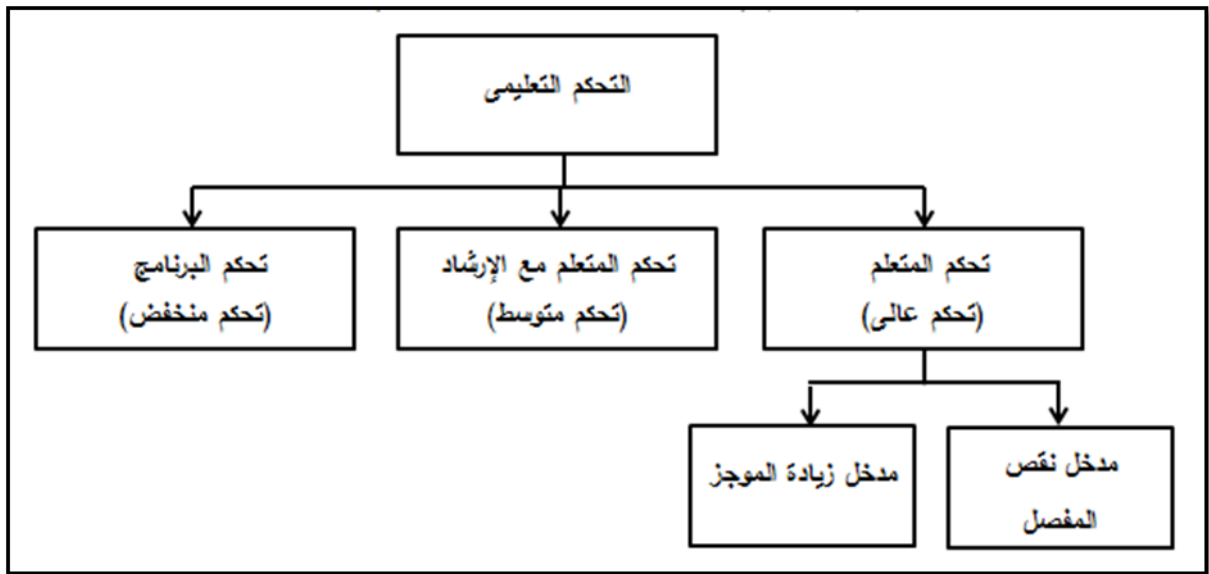 التحكم التعليمى
تحكم المتعلم
(تحكم عالى)
تحكم المتعلم مع الإرشاد
(تحكم متوسط)
تحكم البرنامج
(تحكم منخفض)
مدخل نقص
المفصل
مدخل زيادة الموجز